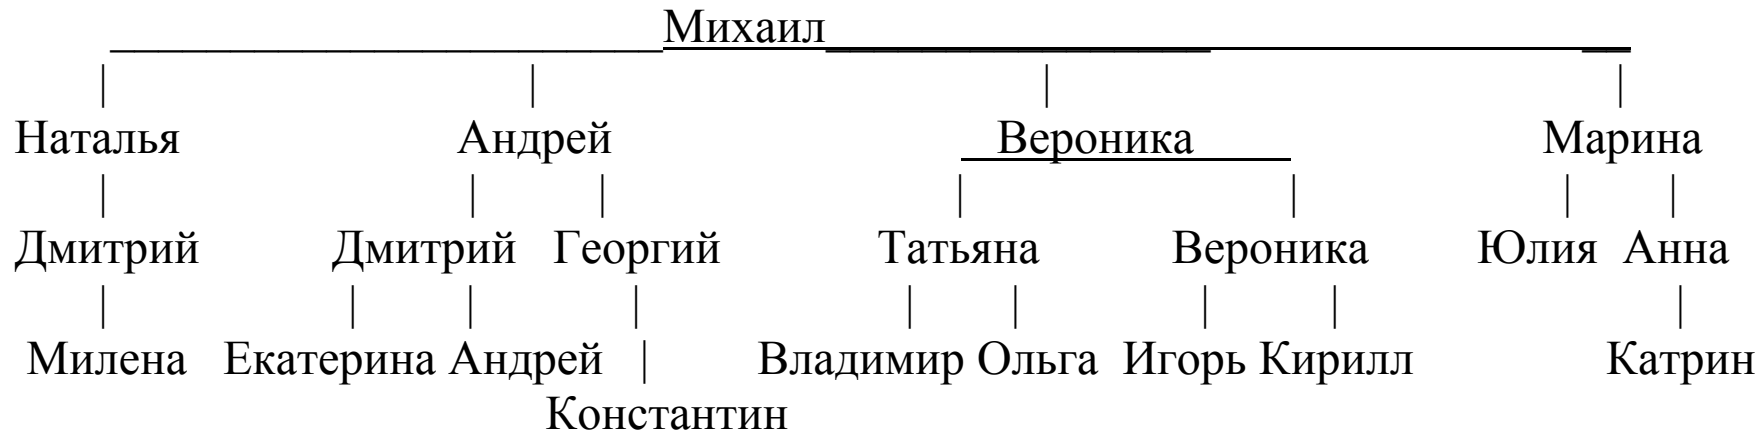 Михаил
Наталья Андрей Вероника Марина
Дмитрий Дмитрий Георгий Татьяна Вероника Юлия Анна
Милена Екатерина Андрей Владимир Ольга Игорь Кирилл Катрин
Константин